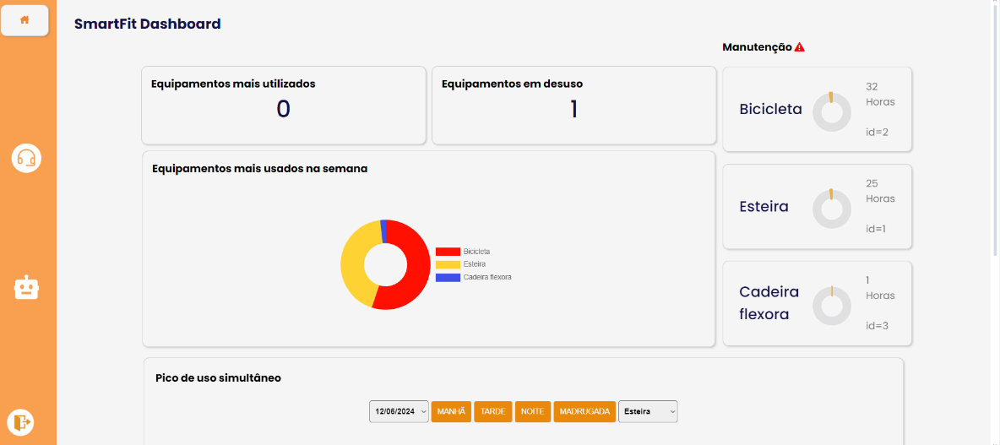 SmartFit Dashboard
Manutenção
Equipamentos mais utilizados
0
Equipamentos em desuso
1
Bicicleta
32
Horas
id=2
Equipamentos mais usados na semana
Bicicleta
Esteira
Cadeira flexora
Esteira
25
Horas
id=1
Cadeira
flexora
1
Horas
id=3
Pico de uso simultâneo
12/06/2024 MANHÃ TARDE NOITE MADRUGADA Esteira